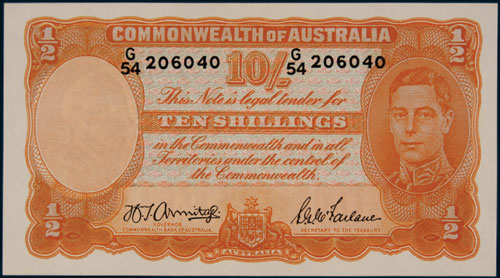 COMMONWEALTH OF AUSTRALIA
1/2 1/2
G/54 206040 G/54 206040
10/-
This Note is legal tender for
TEN SHILLINGS
in the Commonwealth and in all
Territories under the control of
the Commonwealth.
1/2 1/2
H. T. Armitage S. G. McFarlane
GOVERNOR SECRETARY TO THE TREASURY
COMMONWEALTH BANK OF AUSTRALIA
AUSTRALIA